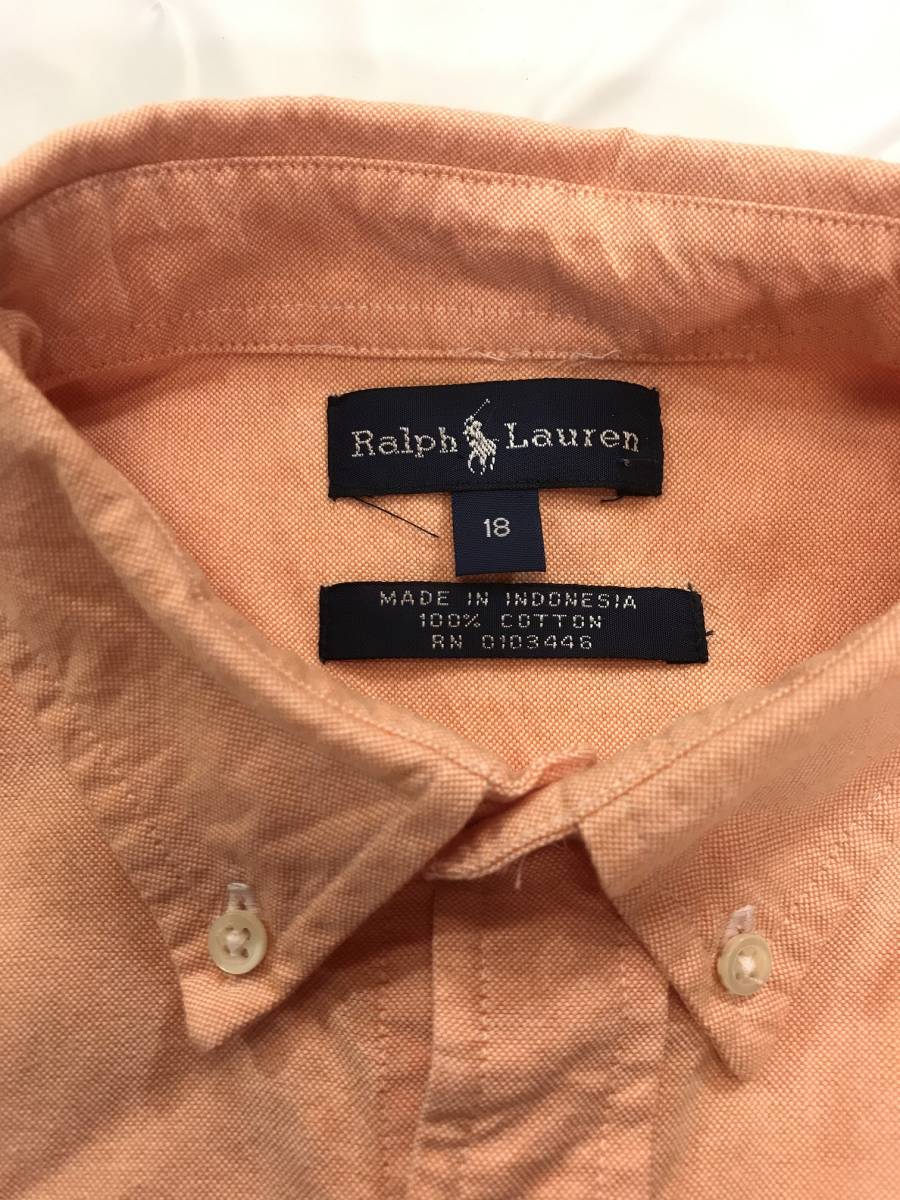 Ralph Lauren
18
MADE IN INDONESIA
100% COTTON
RN 0103446